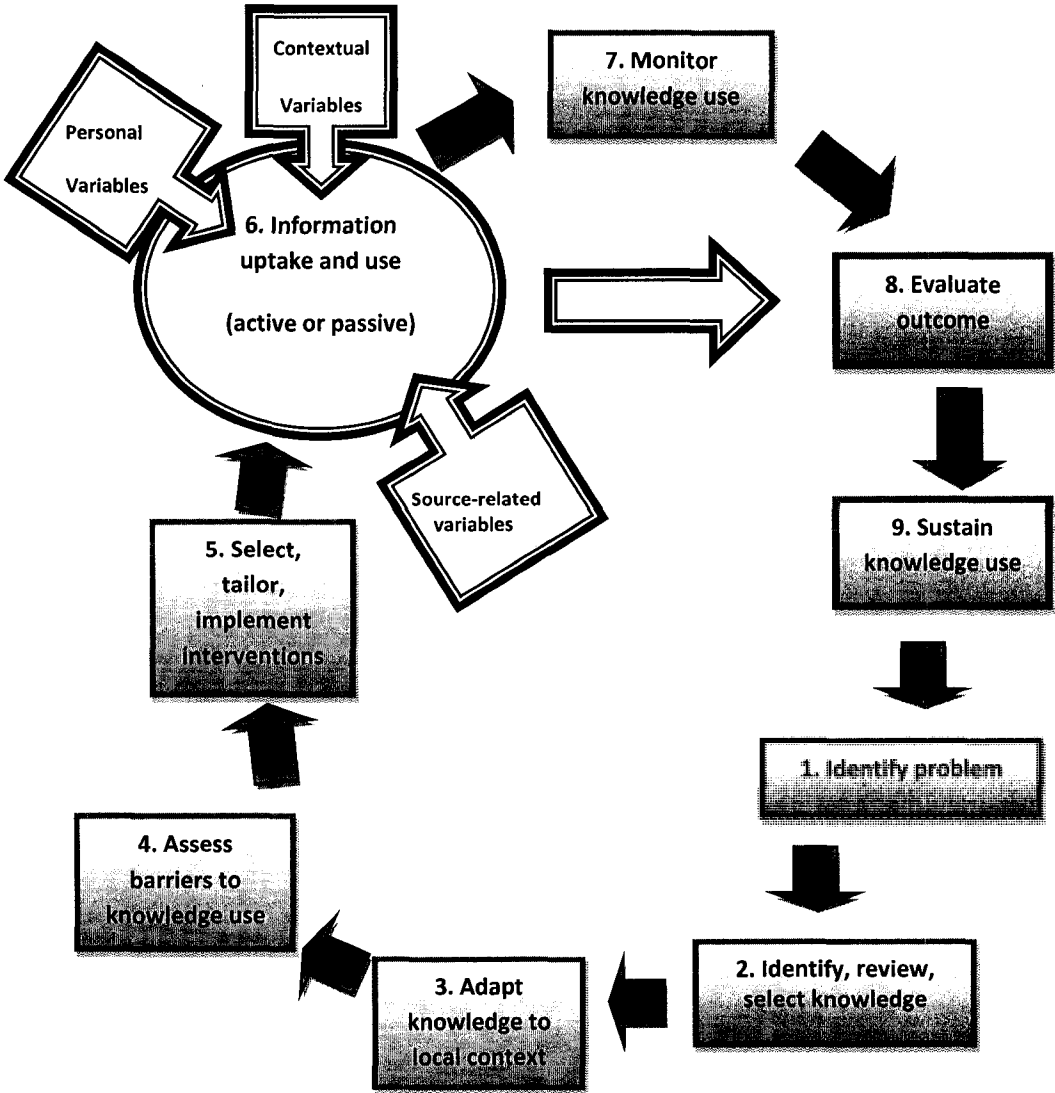 Contextual
Variables
Personal
Variables
6. Information
uptake and use
(active or passive)
Source-related
variables
7. Monitor
knowledge use
8. Evaluate
outcome
9. Sustain
knowledge use
1. Identify problem
2. Identify, review,
select knowledge
3. Adapt
knowledge to
local context
4. Assess
barriers to
knowledge use
5. Select,
tailor,
implement
interventions